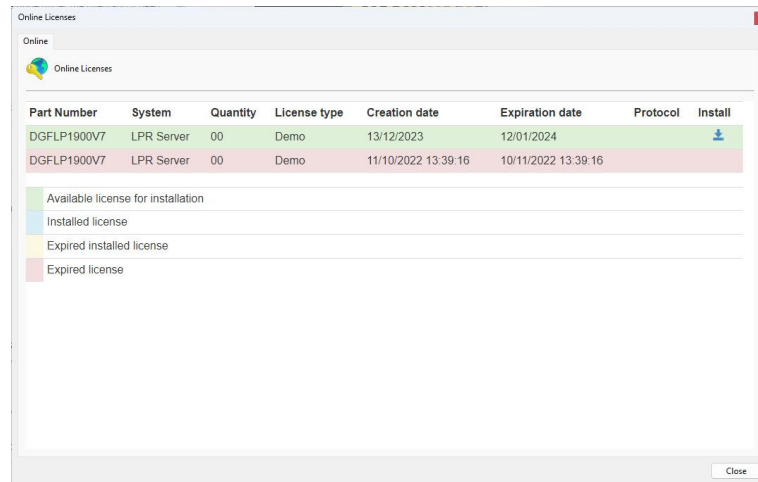 Online Licenses
Online
Online Licenses
Part Number System Quantity License type Creation date Expiration date Protocol Install
DGFLP1900V7 LPR Server 00 Demo 13/12/2023 12/01/2024
DGFLP1900V7 LPR Server 00 Demo 11/10/2022 13:39:16 10/11/2022 13:39:16
Available license for installation
Installed license
Expired installed license
Expired license
Close